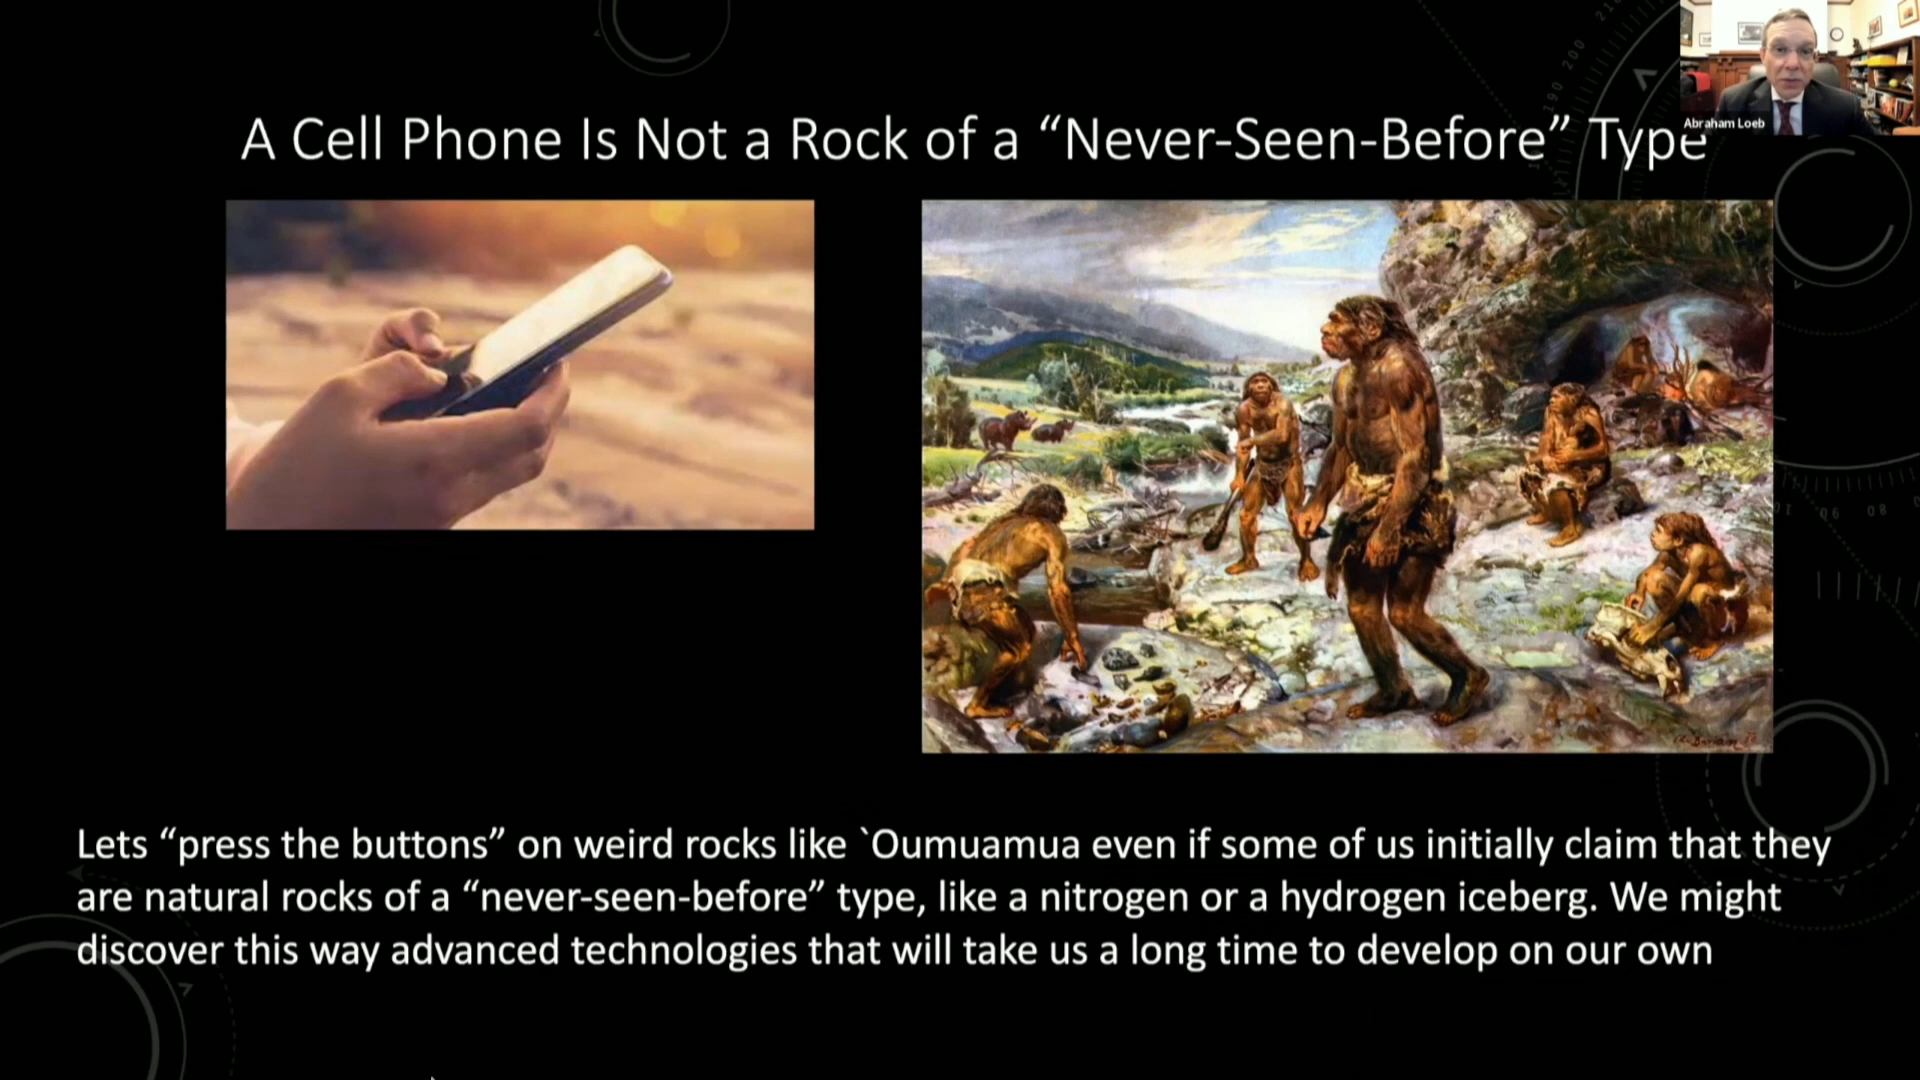 Abraham Loeb
A Cell Phone Is Not a Rock of a “Never-Seen-Before” Type
Lets “press the buttons” on weird rocks like `Oumuamua even if some of us initially claim that they
are natural rocks of a “never-seen-before” type, like a nitrogen or a hydrogen iceberg. We might
discover this way advanced technologies that will take us a long time to develop on our own
190 200 210